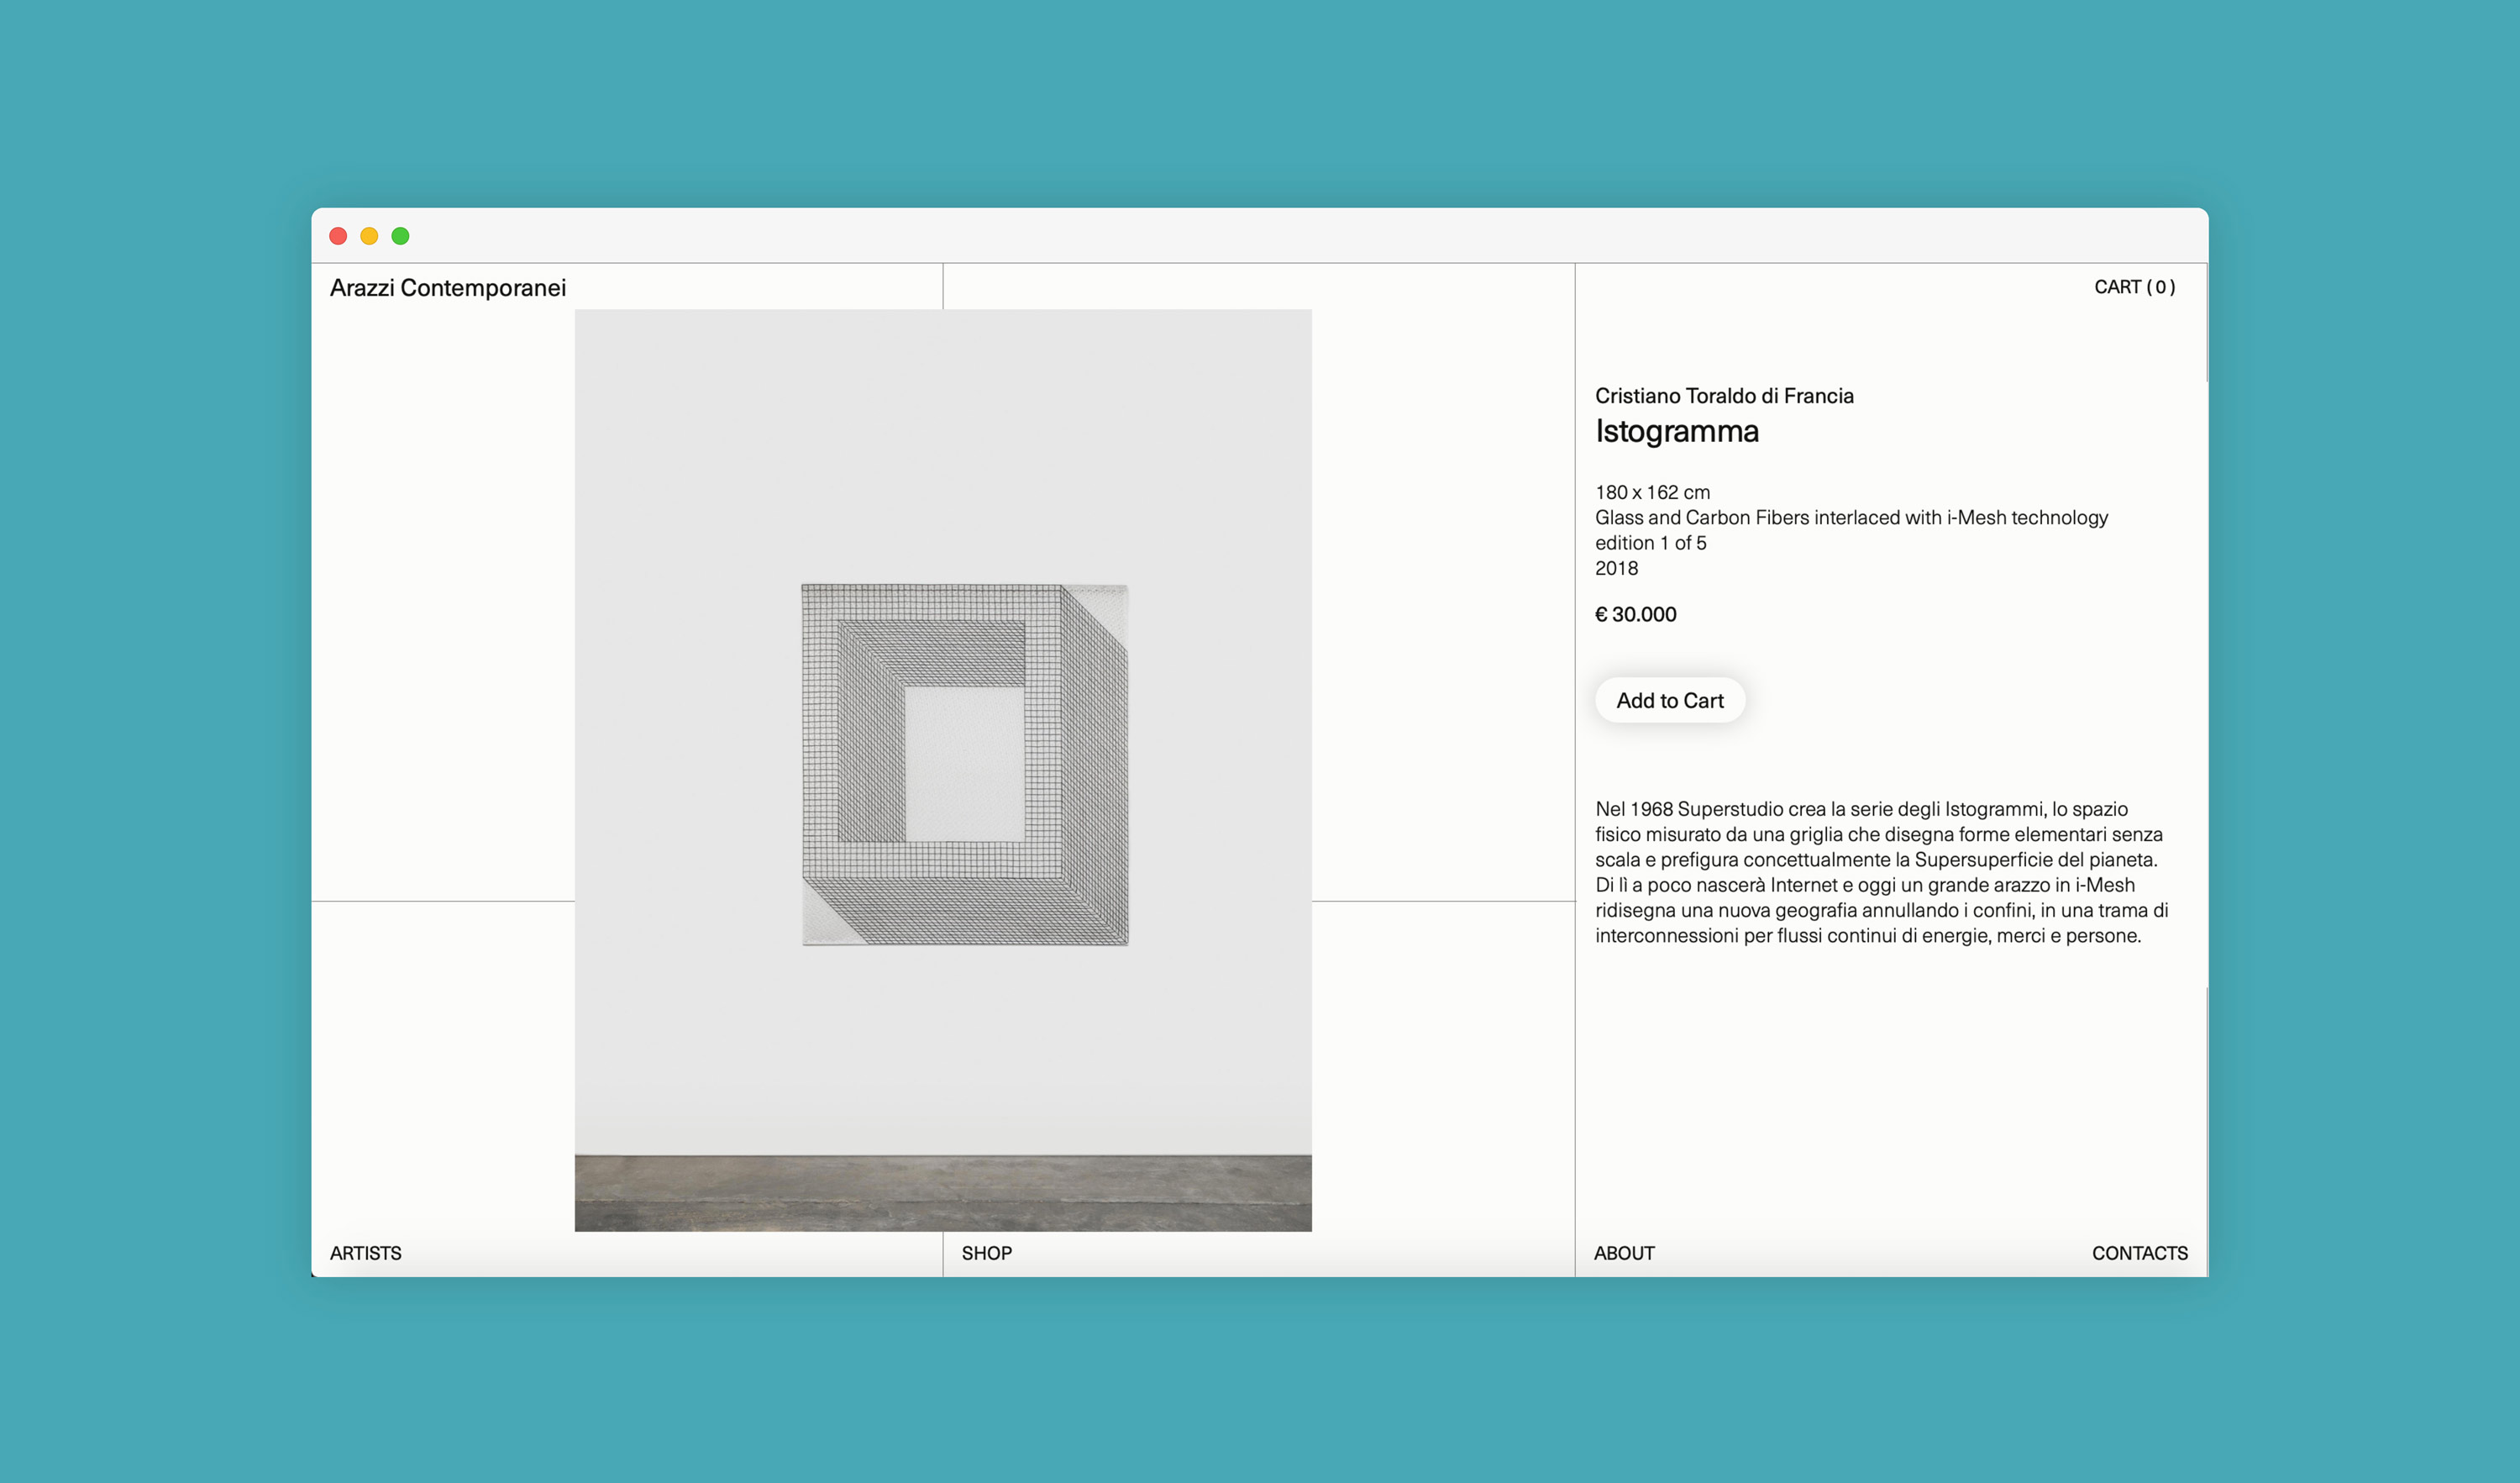 Arazzi Contemporanei
CART ( 0 )
Cristiano Toraldo di Francia
Istogramma
180 x 162 cm
Glass and Carbon Fibers interlaced with i-Mesh technology
edition 1 of 5
2018
€ 30.000
Add to Cart
Nel 1968 Superstudio crea la serie degli Istogrammi, lo spazio
fisico misurato da una griglia che disegna forme elementari senza
scala e prefigura concettualmente la Supersuperficie del pianeta.
Di lì a poco nascerà Internet e oggi un grande arazzo in i-Mesh
ridisegna una nuova geografia annullando i confini, in una trama di
interconnessioni per flussi continui di energie, merci e persone.
ARTISTS
SHOP
ABOUT
CONTACTS